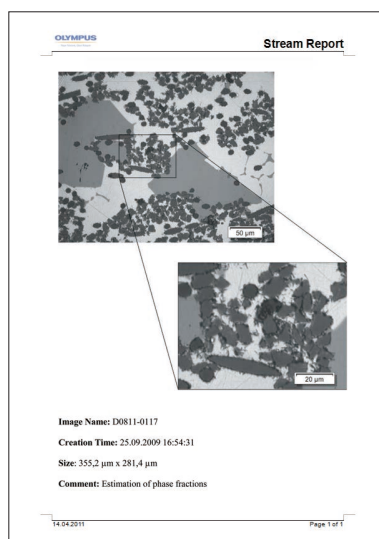 OLYMPUS
Stream Report
50 µm
20 µm
Image Name: D0811-0117
Creation Time: 25.09.2009 16:54:31
Size: 355,2 µm x 281,4 µm
Comment: Estimation of phase fractions
14.04.2011
Page 1 of 1